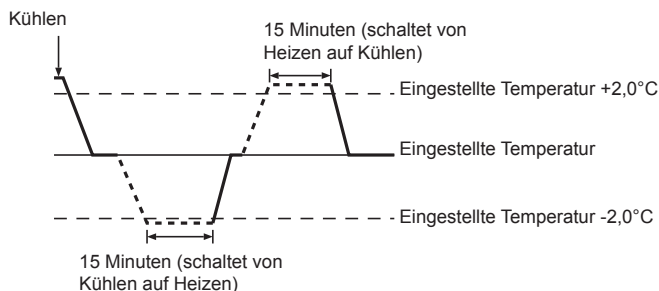 Kühlen
15 Minuten (schaltet von
Heizen auf Kühlen)
Eingestellte Temperatur +2,0°C
Eingestellte Temperatur
Eingestellte Temperatur -2,0°C
15 Minuten (schaltet von
Kühlen auf Heizen)